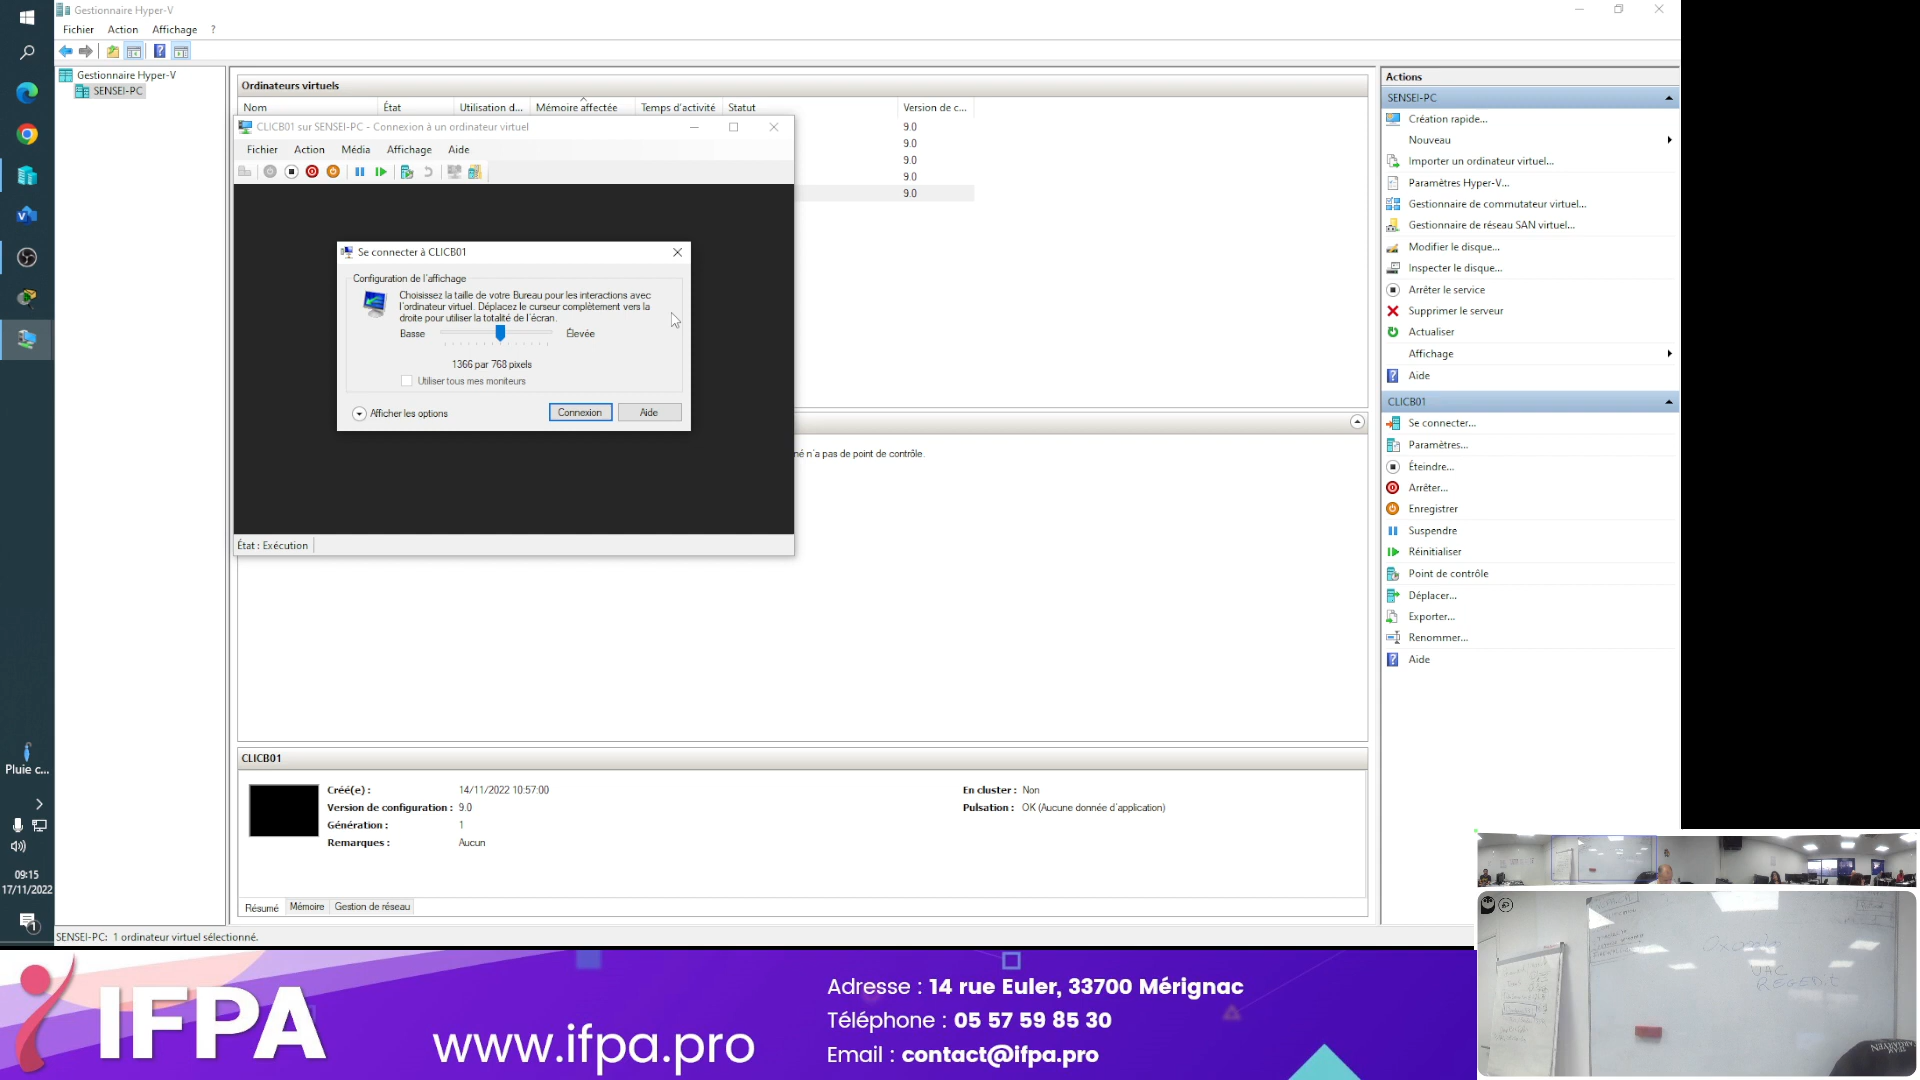 Gestionnaire Hyper-V
Fichier Action Affichage ?
Gestionnaire Hyper-V
SENSEI-PC
Ordinateurs virtuels
Nom État Utilisation d... Mémoire affectée Temps d'activité Statut Version de c...
9.0
9.0
9.0
9.0
9.0
CLICB01 sur SENSEI-PC - Connexion à un ordinateur virtuel
Fichier Action Média Affichage Aide
Se connecter à CLICB01
Configuration de l'affichage
Choisissez la taille de votre Bureau pour les interactions avec
l'ordinateur virtuel. Déplacez le curseur complètement vers la
droite pour utiliser la totalité de l'écran.
Basse Élevée
1366 par 768 pixels
Utiliser tous mes moniteurs
Afficher les options Connexion Aide
né n'a pas de point de contrôle.
État : Exécution
CLICB01
Créé(e) : 14/11/2022 10:57:00
Version de configuration : 9.0
Génération : 1
Remarques : Aucun
En cluster : Non
Pulsation : OK (Aucune donnée d'application)
Résumé Mémoire Gestion de réseau
SENSEI-PC: 1 ordinateur virtuel sélectionné.
Actions
SENSEI-PC
Création rapide...
Nouveau
Importer un ordinateur virtuel...
Paramètres Hyper-V...
Gestionnaire de commutateur virtuel...
Gestionnaire de réseau SAN virtuel...
Modifier le disque...
Inspecter le disque...
Arrêter le service
Supprimer le serveur
Actualiser
Affichage
Aide
CLICB01
Se connecter...
Paramètres...
Éteindre...
Arrêter...
Enregistrer
Suspendre
Réinitialiser
Point de contrôle
Déplacer...
Exporter...
Renommer...
Aide
Pluie c...
09:15
17/11/2022
1
IFPA
www.ifpa.pro
Adresse : 14 rue Euler, 33700 Mérignac
Téléphone : 05 57 59 85 30
Email : contact@ifpa.pro
UAC
REGEDIT